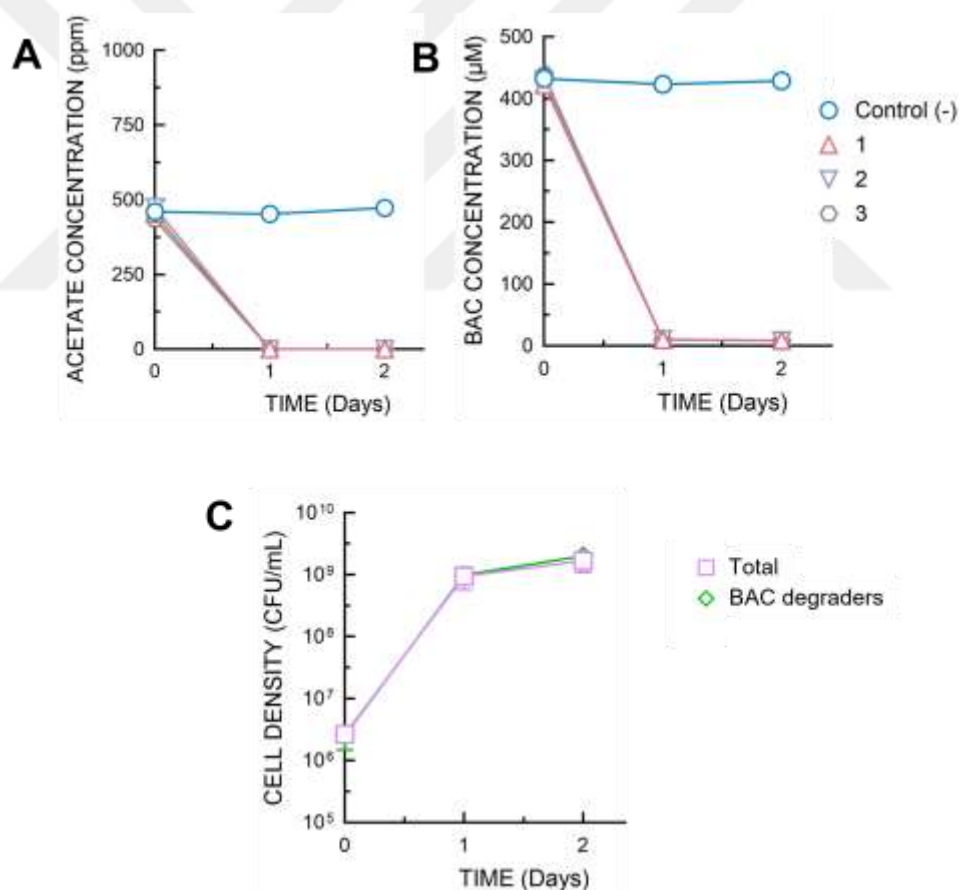 A
ACETATE CONCENTRATION (ppm)
1000
750
500
250
0
0 1 2
TIME (Days)
B
BAC CONCENTRATION (µM)
500
400
300
200
100
0
0 1 2
TIME (Days)
Control (-)
1
2
3
C
CELL DENSITY (CFU/mL)
10¹⁰
10⁹
10⁸
10⁷
10⁶
10⁵
0 1 2
TIME (Days)
Total
BAC degraders